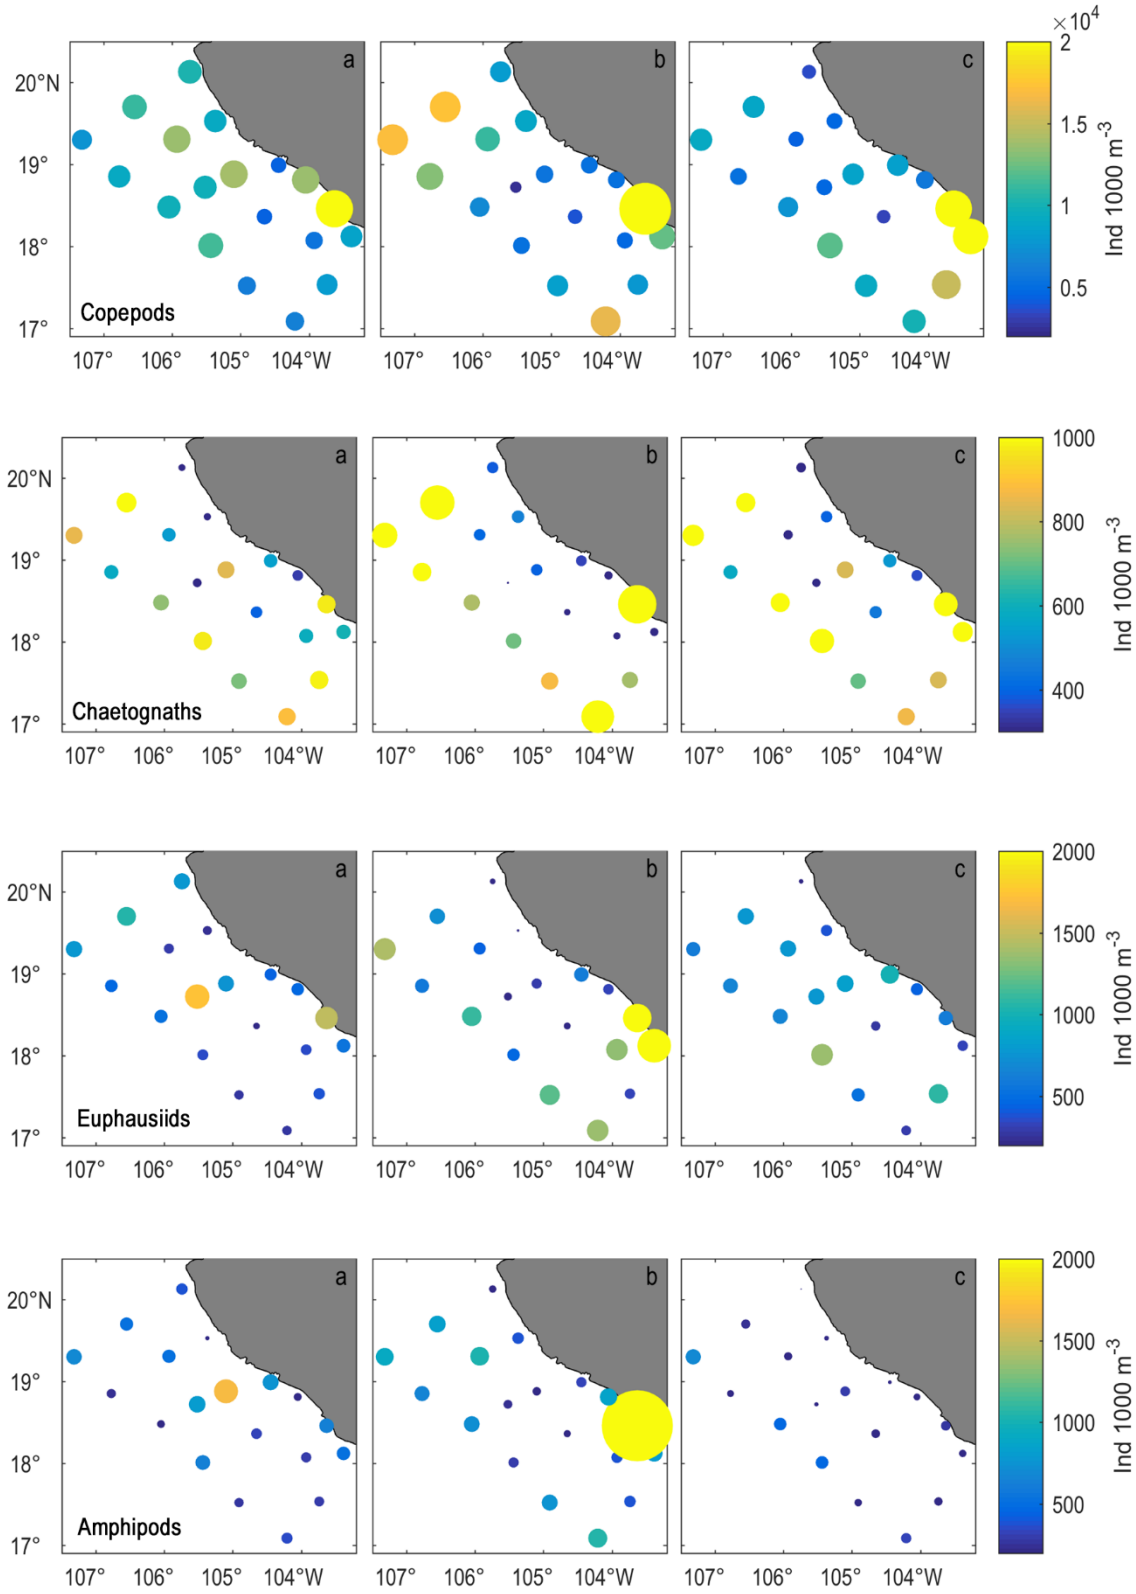 ×10⁴
a
b
c
2
20°N
1.5
19°
1
18°
0.5
Copepods
17°
107°
106°
105°
104°W
107°
106°
105°
104°W
107°
106°
105°
104°W
Ind 1000 m⁻³
a
b
c
1000
20°N
800
19°
600
18°
400
Chaetognaths
17°
107°
106°
105°
104°W
107°
106°
105°
104°W
107°
106°
105°
104°W
Ind 1000 m⁻³
a
b
c
2000
20°N
1500
19°
1000
18°
500
Euphausiids
17°
107°
106°
105°
104°W
107°
106°
105°
104°W
107°
106°
105°
104°W
Ind 1000 m⁻³
a
b
c
2000
20°N
1500
19°
1000
18°
500
Amphipods
17°
107°
106°
105°
104°W
107°
106°
105°
104°W
107°
106°
105°
104°W
Ind 1000 m⁻³